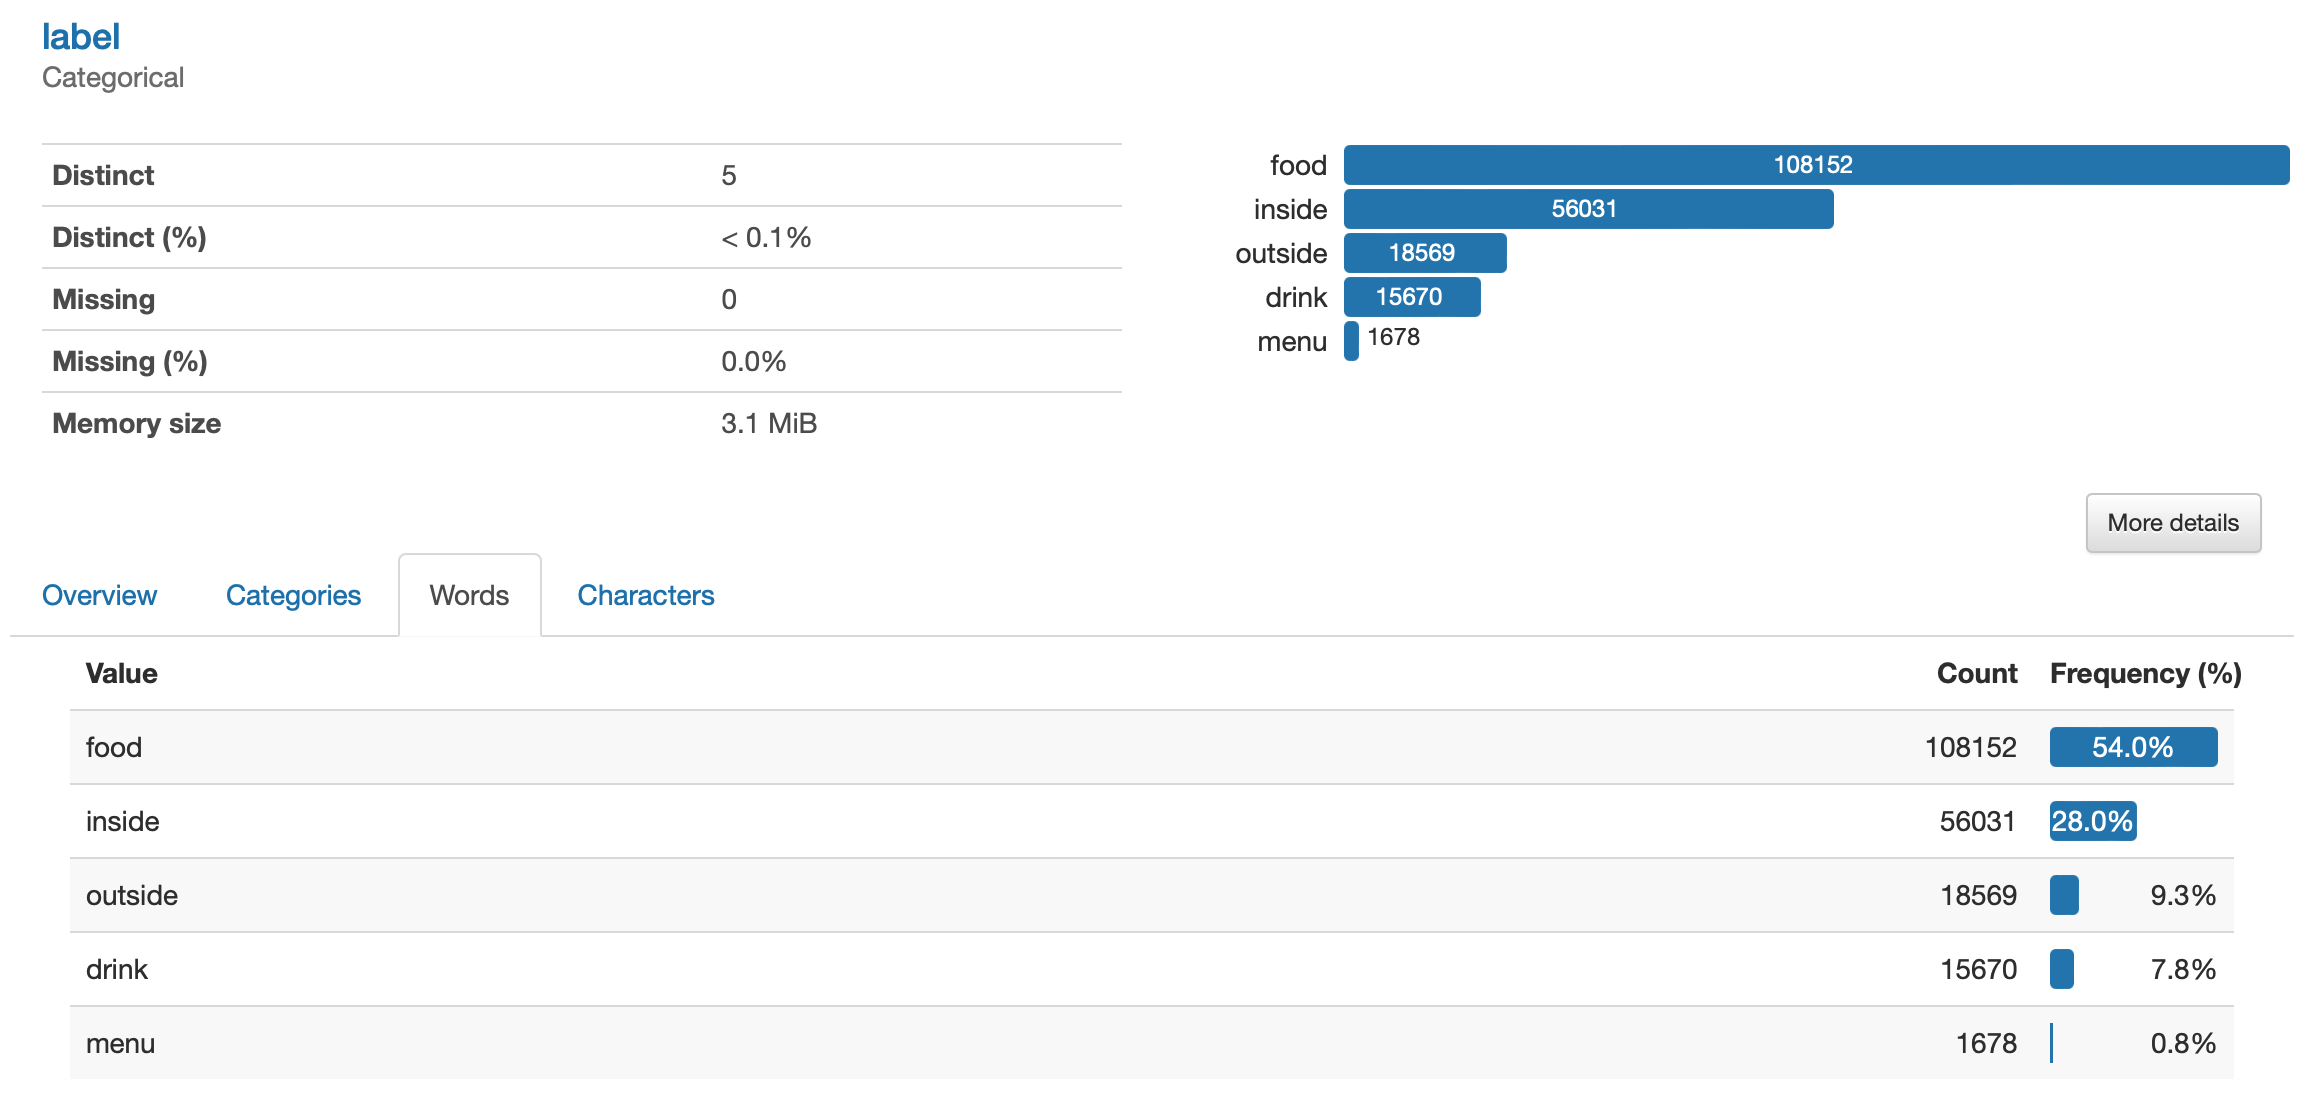 label
Categorical
Distinct 5
Distinct (%) < 0.1%
Missing 0
Missing (%) 0.0%
Memory size 3.1 MiB
food 108152
inside 56031
outside 18569
drink 15670
menu 1678
More details
Overview Categories Words Characters
Value Count Frequency (%)
food 108152 54.0%
inside 56031 28.0%
outside 18569 9.3%
drink 15670 7.8%
menu 1678 0.8%